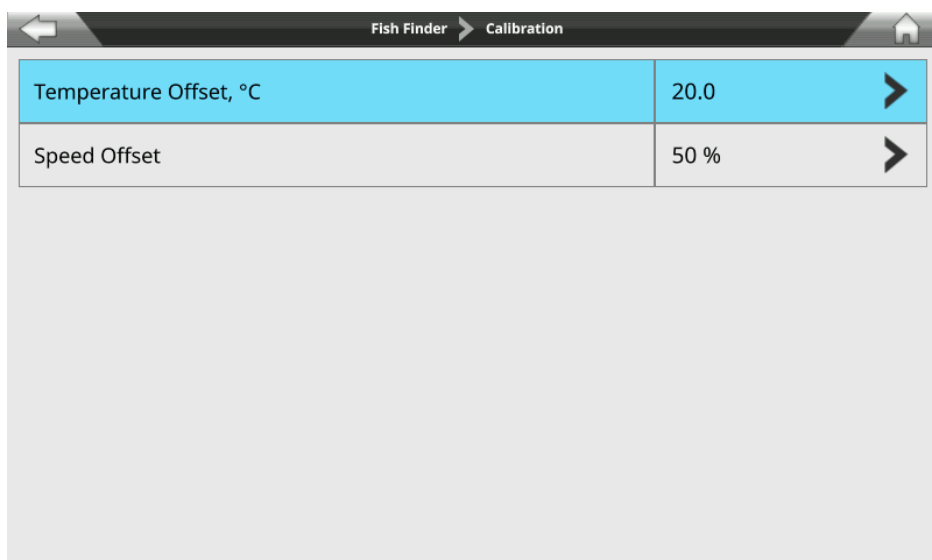 Fish Finder Calibration
Temperature Offset, °C 20.0
Speed Offset 50 %